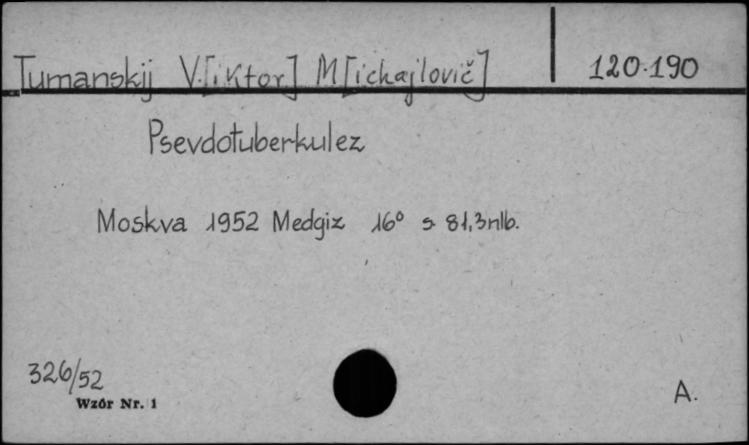 Tumanskij V.[iktor] M[ichajlovič] 120.190
Psevdotuberkulez
Moskva 1952 Medgiz 16° s. 81,3nlb.
326/52
Wzór Nr. 1
A.